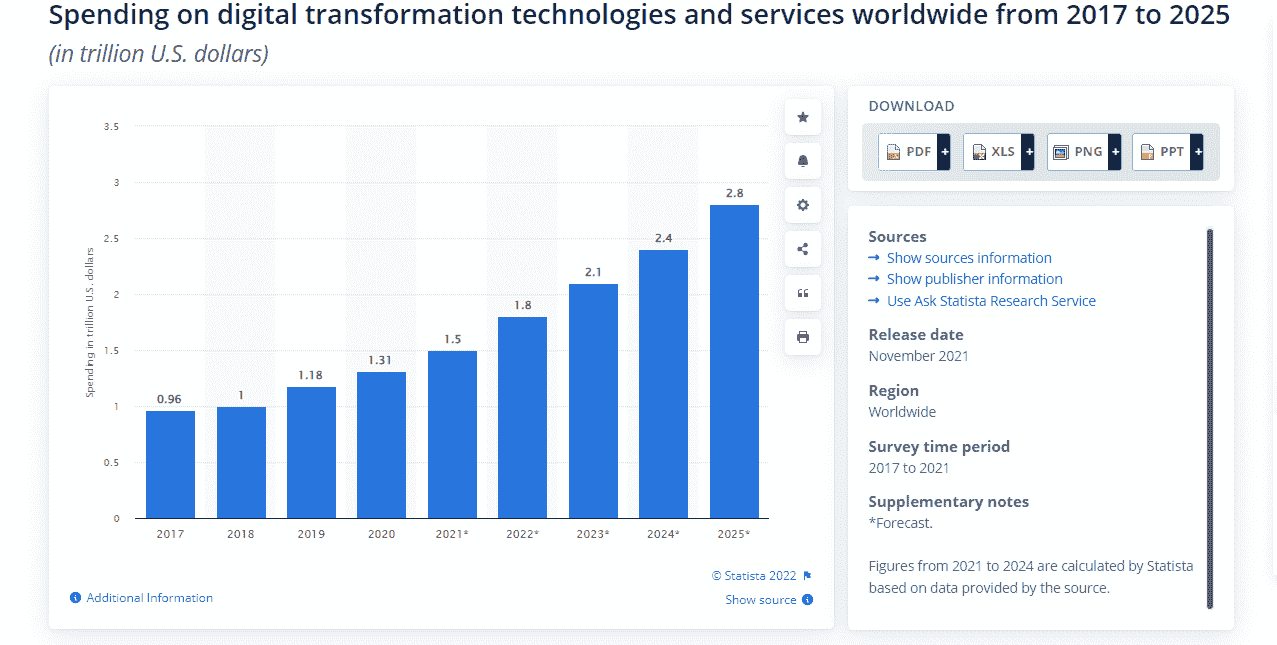 Spending on digital transformation technologies and services worldwide from 2017 to 2025
(in trillion U.S. dollars)
Spending in trillion U.S. dollars
3.5
3
2.5
2
1.5
1
0.5
0
0.96
1
1.18
1.31
1.5
1.8
2.1
2.4
2.8
2017
2018
2019
2020
2021*
2022*
2023*
2024*
2025*
© Statista 2022
Additional Information
Show source
DOWNLOAD
PDF + XLS + PNG + PPT +
Sources
→ Show sources information
→ Show publisher information
→ Use Ask Statista Research Service
Release date
November 2021
Region
Worldwide
Survey time period
2017 to 2021
Supplementary notes
*Forecast.
Figures from 2021 to 2024 are calculated by Statista
based on data provided by the source.